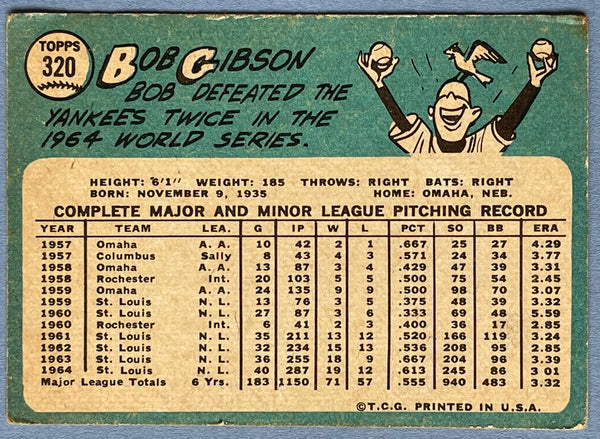 TOPPS
320
BOB GIBSON
BOB DEFEATED THE
YANKEES TWICE IN THE
1964 WORLD SERIES.
HEIGHT: 6'1" WEIGHT: 185 THROWS: RIGHT BATS: RIGHT
BORN: NOVEMBER 9, 1935 HOME: OMAHA, NEB.
COMPLETE MAJOR AND MINOR LEAGUE PITCHING RECORD
YEAR TEAM LEA. G IP W L PCT SO BB ERA
1957 Omaha A. A. 10 42 2 1 .667 25 27 4.29
1957 Columbus Sally 8 43 4 3 .571 24 34 3.77
1958 Omaha A. A. 13 87 3 4 .429 47 39 3.31
1958 Rochester Int. 20 103 5 5 .500 75 54 2.45
1959 Omaha A. A. 24 135 9 9 .500 98 70 3.07
1959 St. Louis N. L. 13 76 3 5 .375 48 39 3.32
1960 St. Louis N. L. 27 87 3 6 .333 69 48 5.59
1960 Rochester Int. 6 41 2 3 .400 36 17 2.85
1961 St. Louis N. L. 35 211 13 12 .520 166 119 3.24
1962 St. Louis N. L. 32 234 15 13 .536 208 95 2.85
1963 St. Louis N. L. 36 255 18 9 .667 204 96 3.39
1964 St. Louis N. L. 40 287 19 12 .613 245 86 3 01
Major League Totals 6 Yrs. 183 1150 71 57 .555 940 483 3.32
©T.C.G. PRINTED IN U.S.A.